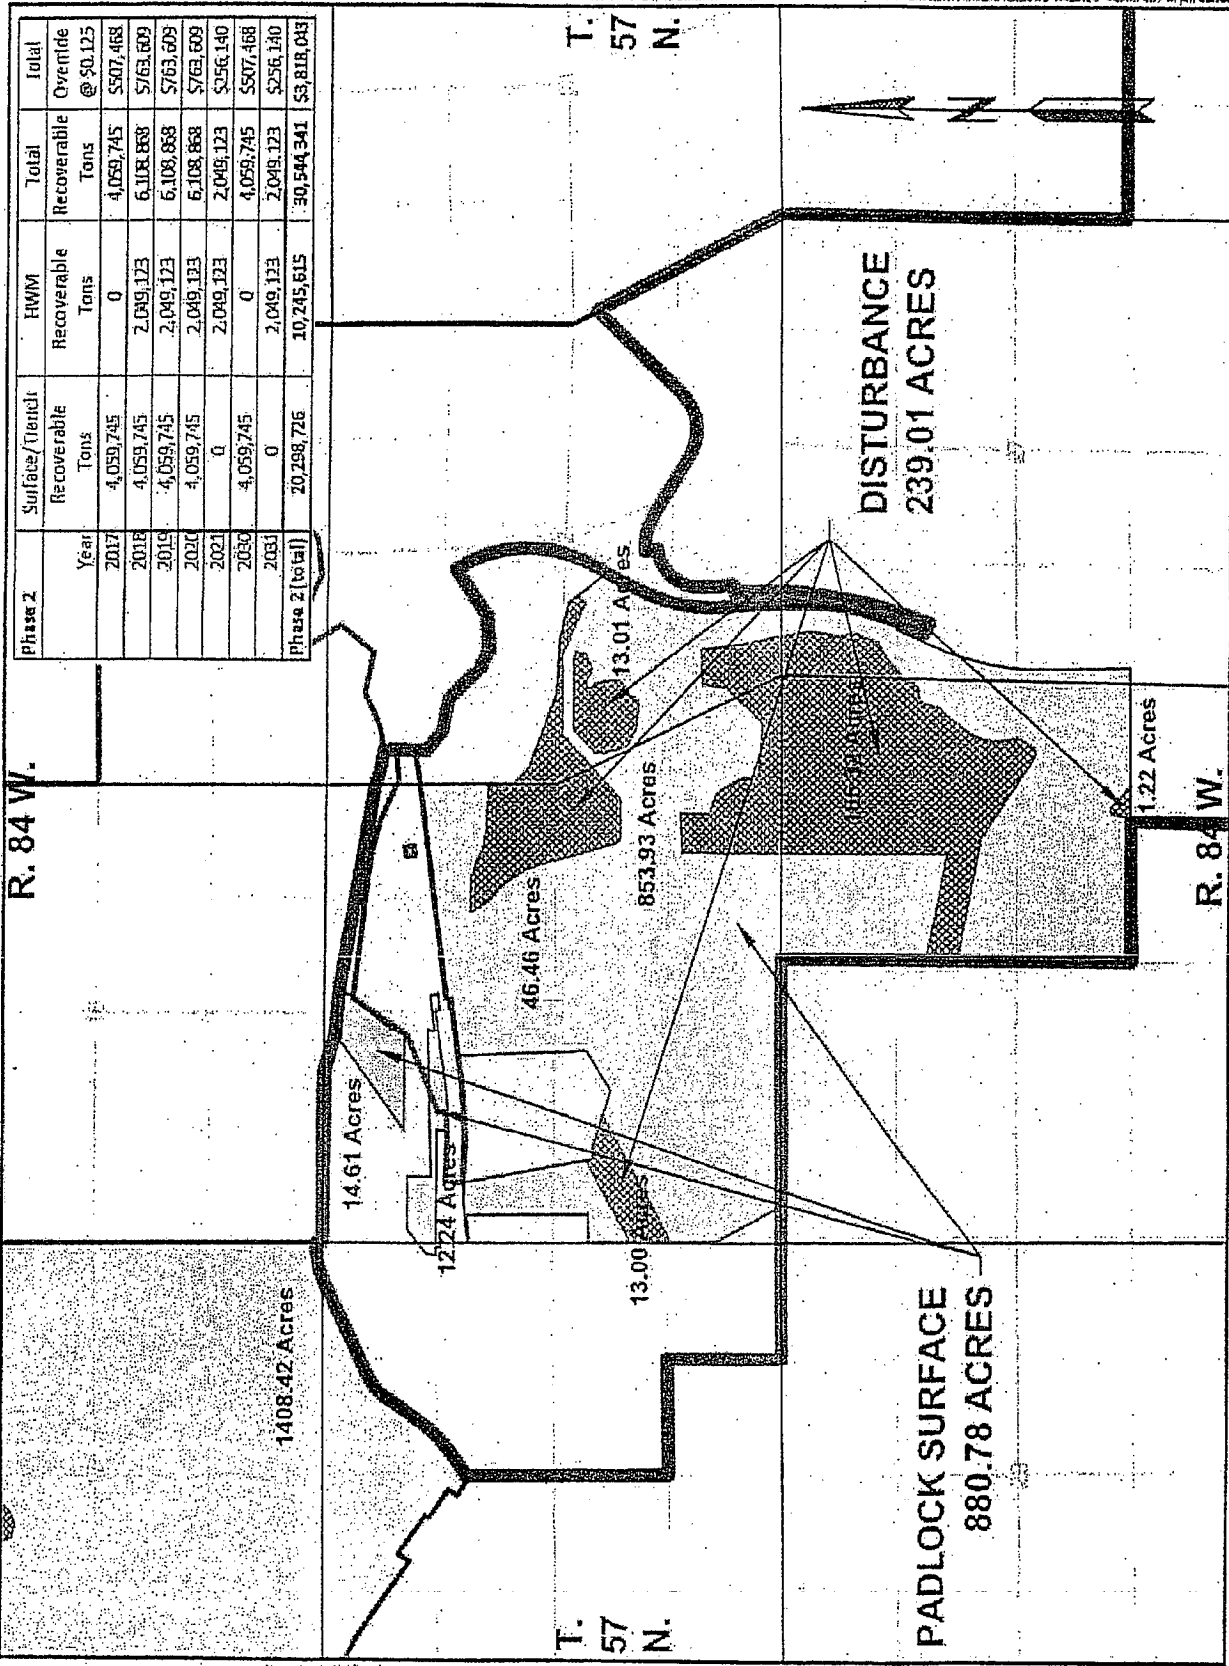 R. 84 W.
Phase 2 Surface/Trench HWM Total Total
Recoverable Recoverable Recoverable Override
Year Tons Tons Tons @ $0.125
2017 4,059,745 0 4,059,745 $507,468
2018 4,059,745 2,049,123 6,108,868 $763,609
2019 4,059,745 2,049,123 6,108,868 $763,609
2020 4,059,745 2,049,133 6,108,868 $763,609
2021 0 2,049,123 2,049,123 $256,140
2030 4,059,745 0 4,059,745 $507,468
2031 0 2,049,123 2,049,123 $256,140
Phase 2 (total) 20,298,726 10,245,615 30,544,341 $3,818,043
1408.42 Acres
14.61 Acres
12.24 Acres
46.46 Acres
13.01 Acres
T.
57
N.
T.
57
N.
13.00 Acres
853.93 Acres
N
DISTURBANCE
239.01 ACRES
PADLOCK SURFACE
880.78 ACRES
Acres
1.22 Acres
R. 84 W.